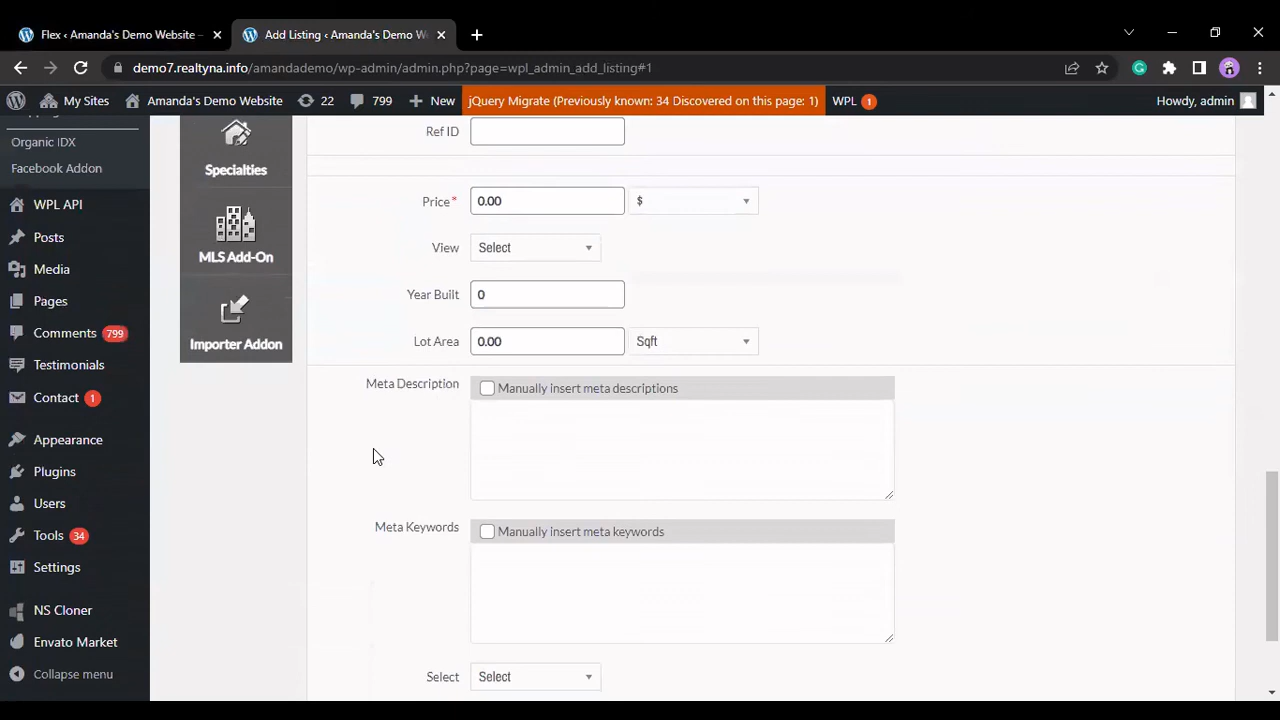 Flex ‹ Amanda's Demo Website –
Add Listing ‹ Amanda's Demo W
demo7.realtyna.info/amandademo/wp-admin/admin.php?page=wpl_admin_add_listing#1
My Sites
Amanda's Demo Website
22
799
New
jQuery Migrate (Previously known: 34 Discovered on this page: 1)
WPL 1
Howdy, admin
Organic IDX
Facebook Addon
WPL API
Posts
Media
Pages
Comments 799
Testimonials
Contact 1
Appearance
Plugins
Users
Tools 34
Settings
NS Cloner
Envato Market
Collapse menu
Specialties
MLS Add-On
Importer Addon
Ref ID
Price* 0.00 $
View Select
Year Built 0
Lot Area 0.00 Sqft
Meta Description Manually insert meta descriptions
Meta Keywords Manually insert meta keywords
Select Select